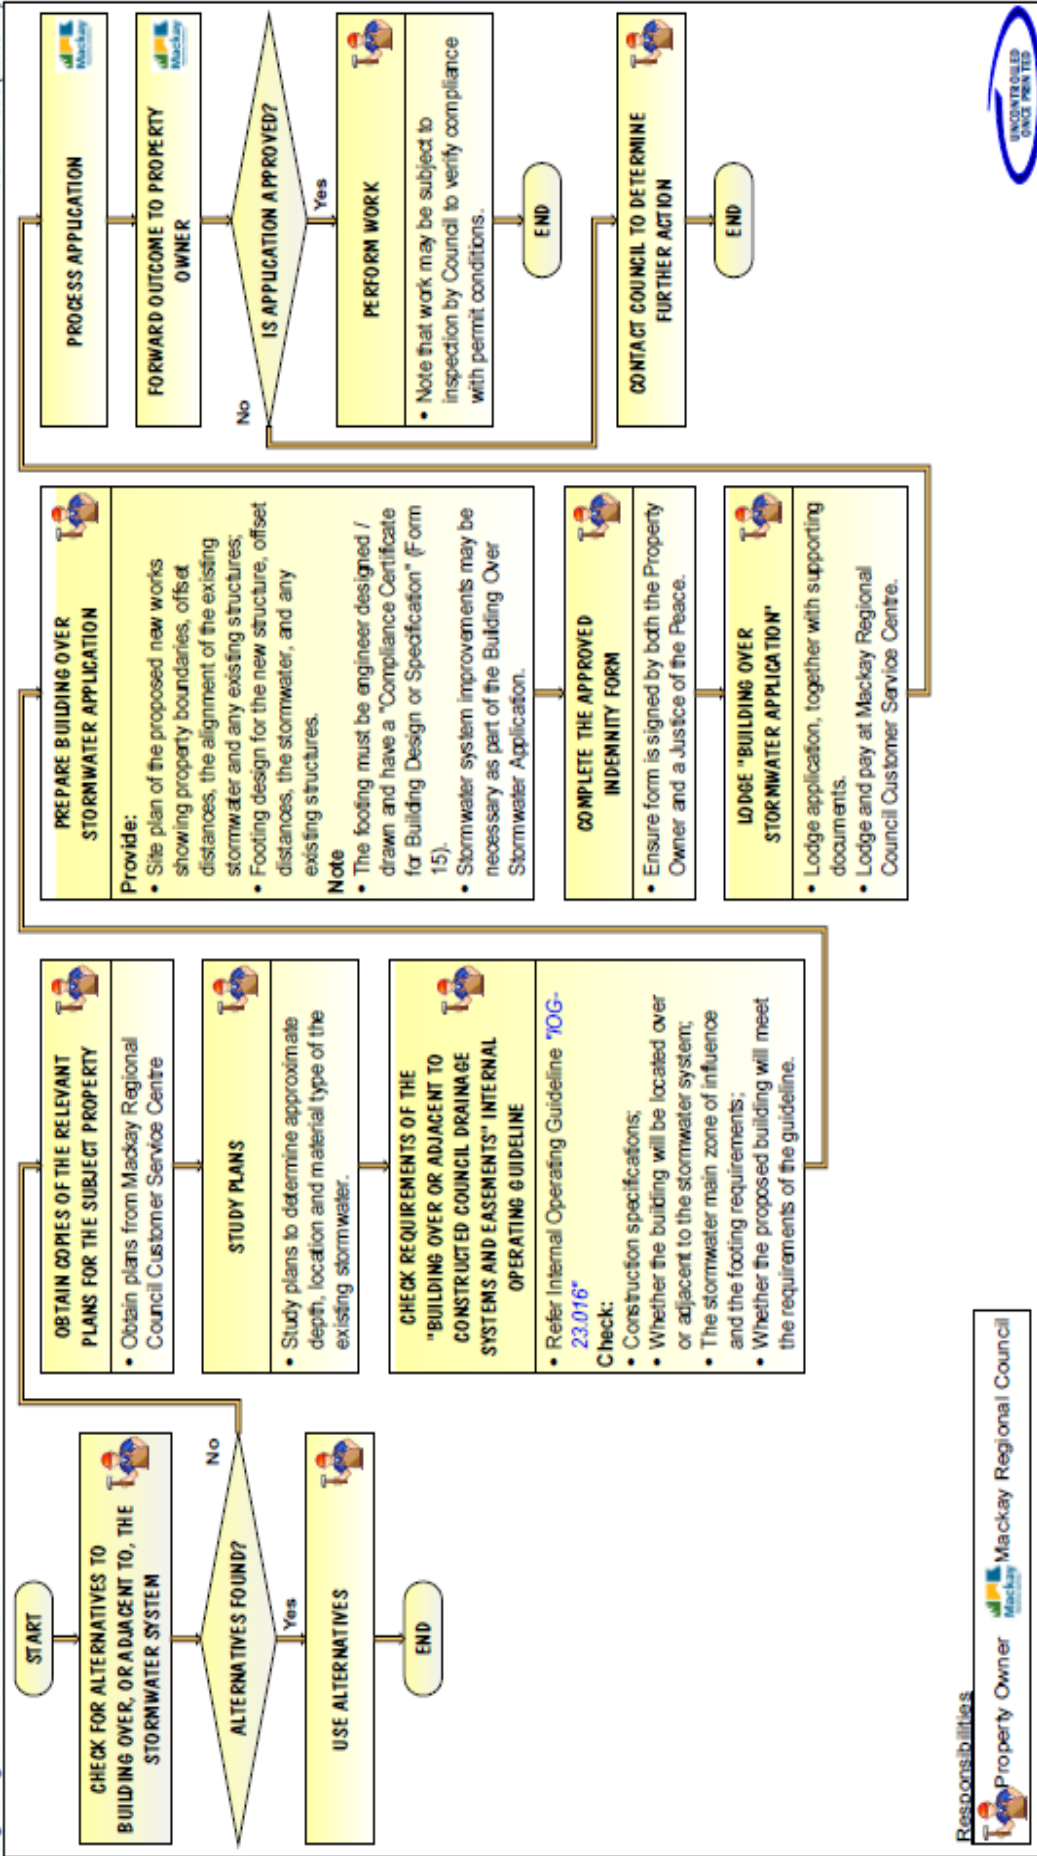 START
CHECK FOR ALTERNATIVES TO
BUILDING OVER, OR ADJACENT TO, THE
STORMWATER SYSTEM
ALTERNATIVES FOUND?
No
Yes
USE ALTERNATIVES
END
OBTAIN COPIES OF THE RELEVANT
PLANS FOR THE SUBJECT PROPERTY
• Obtain plans from Mackay Regional
Council Customer Service Centre
STUDY PLANS
• Study plans to determine approximate
depth, location and material type of the
existing stormwater.
CHECK REQUIREMENTS OF THE
"BUILDING OVER OR ADJACENT TO
CONSTRUCTED COUNCIL DRAINAGE
SYSTEMS AND EASEMENTS" INTERNAL
OPERATING GUIDELINE
• Refer Internal Operating Guideline "IOG-
23.016"
Check:
• Construction specifications;
• Whether the building will be located over
or adjacent to the stormwater system;
• The stormwater main zone of influence
and the footing requirements;
• Whether the proposed building will meet
the requirements of the guideline.
PREPARE BUILDING OVER
STORMWATER APPLICATION
Provide:
• Site plan of the proposed new works
showing property boundaries, offset
distances, the alignment of the existing
stormwater and any existing structures;
• Footing design for the new structure, offset
distances, the stormwater, and any
existing structures.
Note
• The footing must be engineer designed /
drawn and have a "Compliance Certificate
for Building Design or Specification" (Form
15).
• Stormwater system improvements may be
necessary as part of the Building Over
Stormwater Application.
COMPLETE THE APPROVED
INDEMNITY FORM
• Ensure form is signed by both the Property
Owner and a Justice of the Peace.
LODGE "BUILDING OVER
STORMWATER APPLICATION"
• Lodge application, together with supporting
documents.
• Lodge and pay at Mackay Regional
Council Customer Service Centre.
PROCESS APPLICATION
Mackay
FORWARD OUTCOME TO PROPERTY
OWNER
Mackay
IS APPLICATION APPROVED?
No
Yes
PERFORM WORK
• Note that work may be subject to
inspection by Council to verify compliance
with permit conditions.
END
CONTACT COUNCIL TO DETERMINE
FURTHER ACTION
END
Responsibilities
Property Owner
Mackay
Mackay Regional Council
UNCONTROLLED
ONCE PRINTED